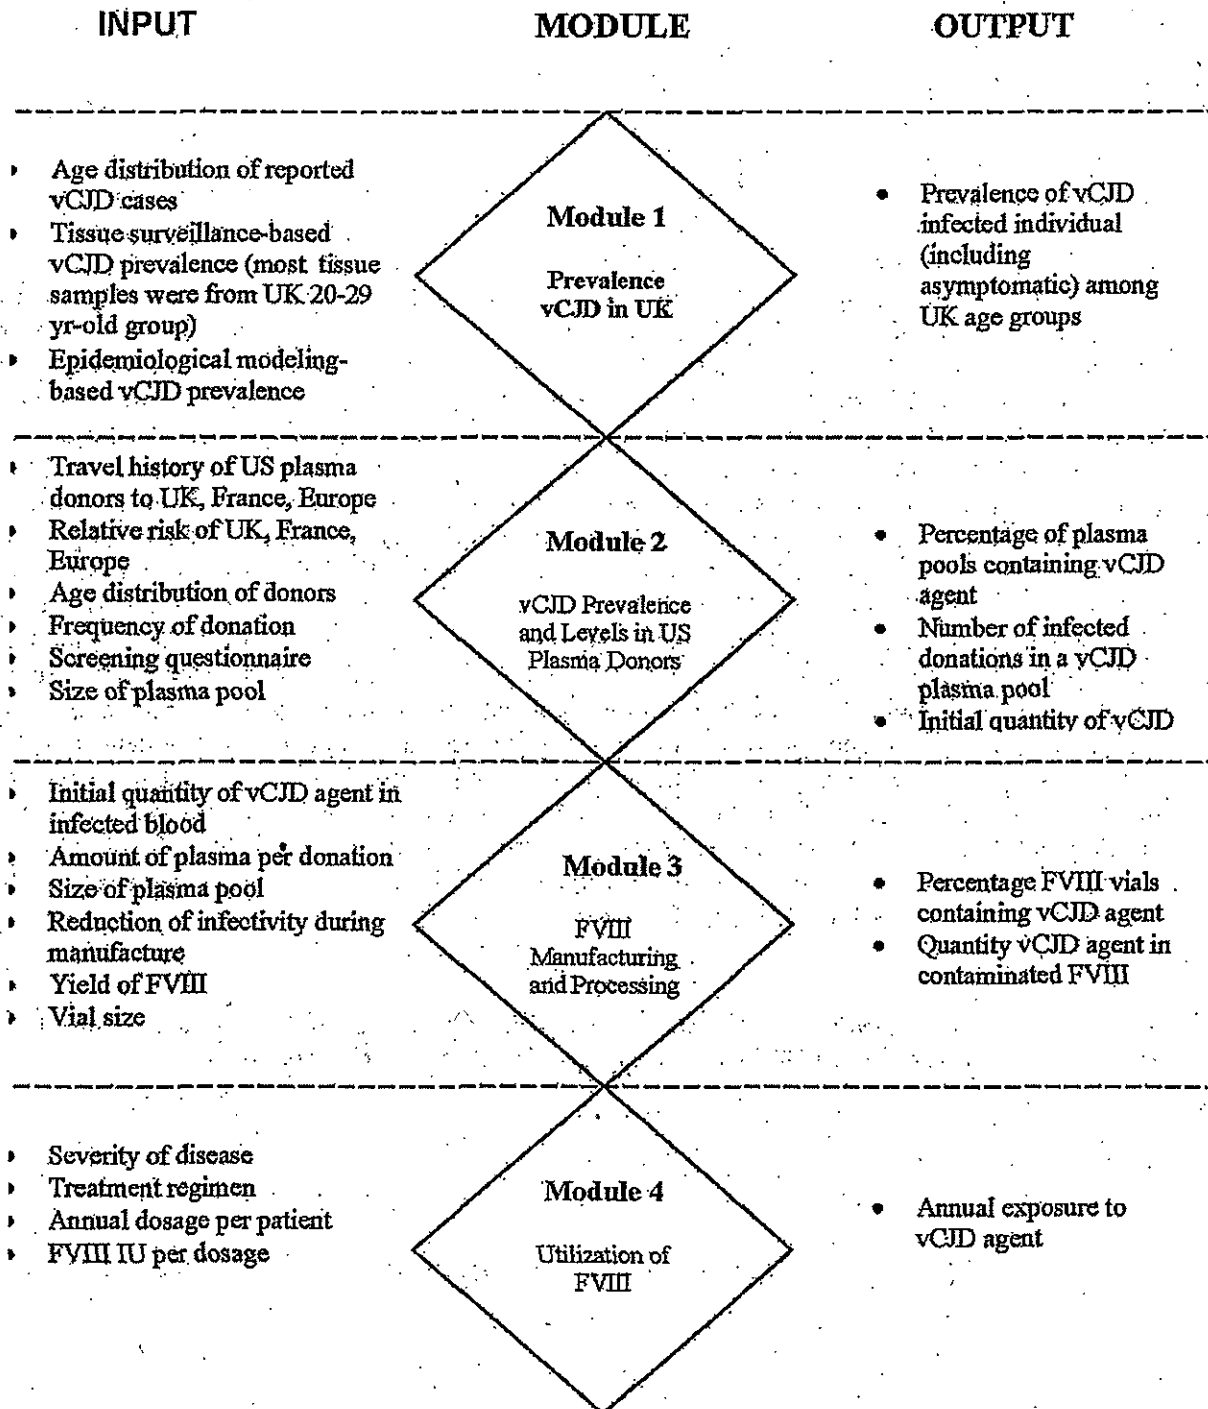 INPUT
MODULE
OUTPUT
Age distribution of reported
vCJD cases
Tissue surveillance-based
vCJD prevalence (most tissue
samples were from UK 20-29
yr-old group)
Epidemiological modeling-
based vCJD prevalence
Module 1
Prevalence
vCJD in UK
• Prevalence of vCJD
infected individual
(including
asymptomatic) among
UK age groups
Travel history of US plasma
donors to UK, France, Europe
Relative risk of UK, France,
Europe
Age distribution of donors
Frequency of donation
Screening questionnaire
Size of plasma pool
Module 2
vCJD Prevalence
and Levels in US
Plasma Donors
• Percentage of plasma
pools containing vCJD
agent
• Number of infected
donations in a vCJD
plasma pool
• Initial quantity of vCJD
Initial quantity of vCJD agent in
infected blood
Amount of plasma per donation
Size of plasma pool
Reduction of infectivity during
manufacture
Yield of FVIII
Vial size
Module 3
FVIII
Manufacturing
and Processing
• Percentage FVIII vials
containing vCJD agent
• Quantity vCJD agent in
contaminated FVIII
Severity of disease
Treatment regimen
Annual dosage per patient
FVIII IU per dosage
Module 4
Utilization of
FVIII
• Annual exposure to
vCJD agent